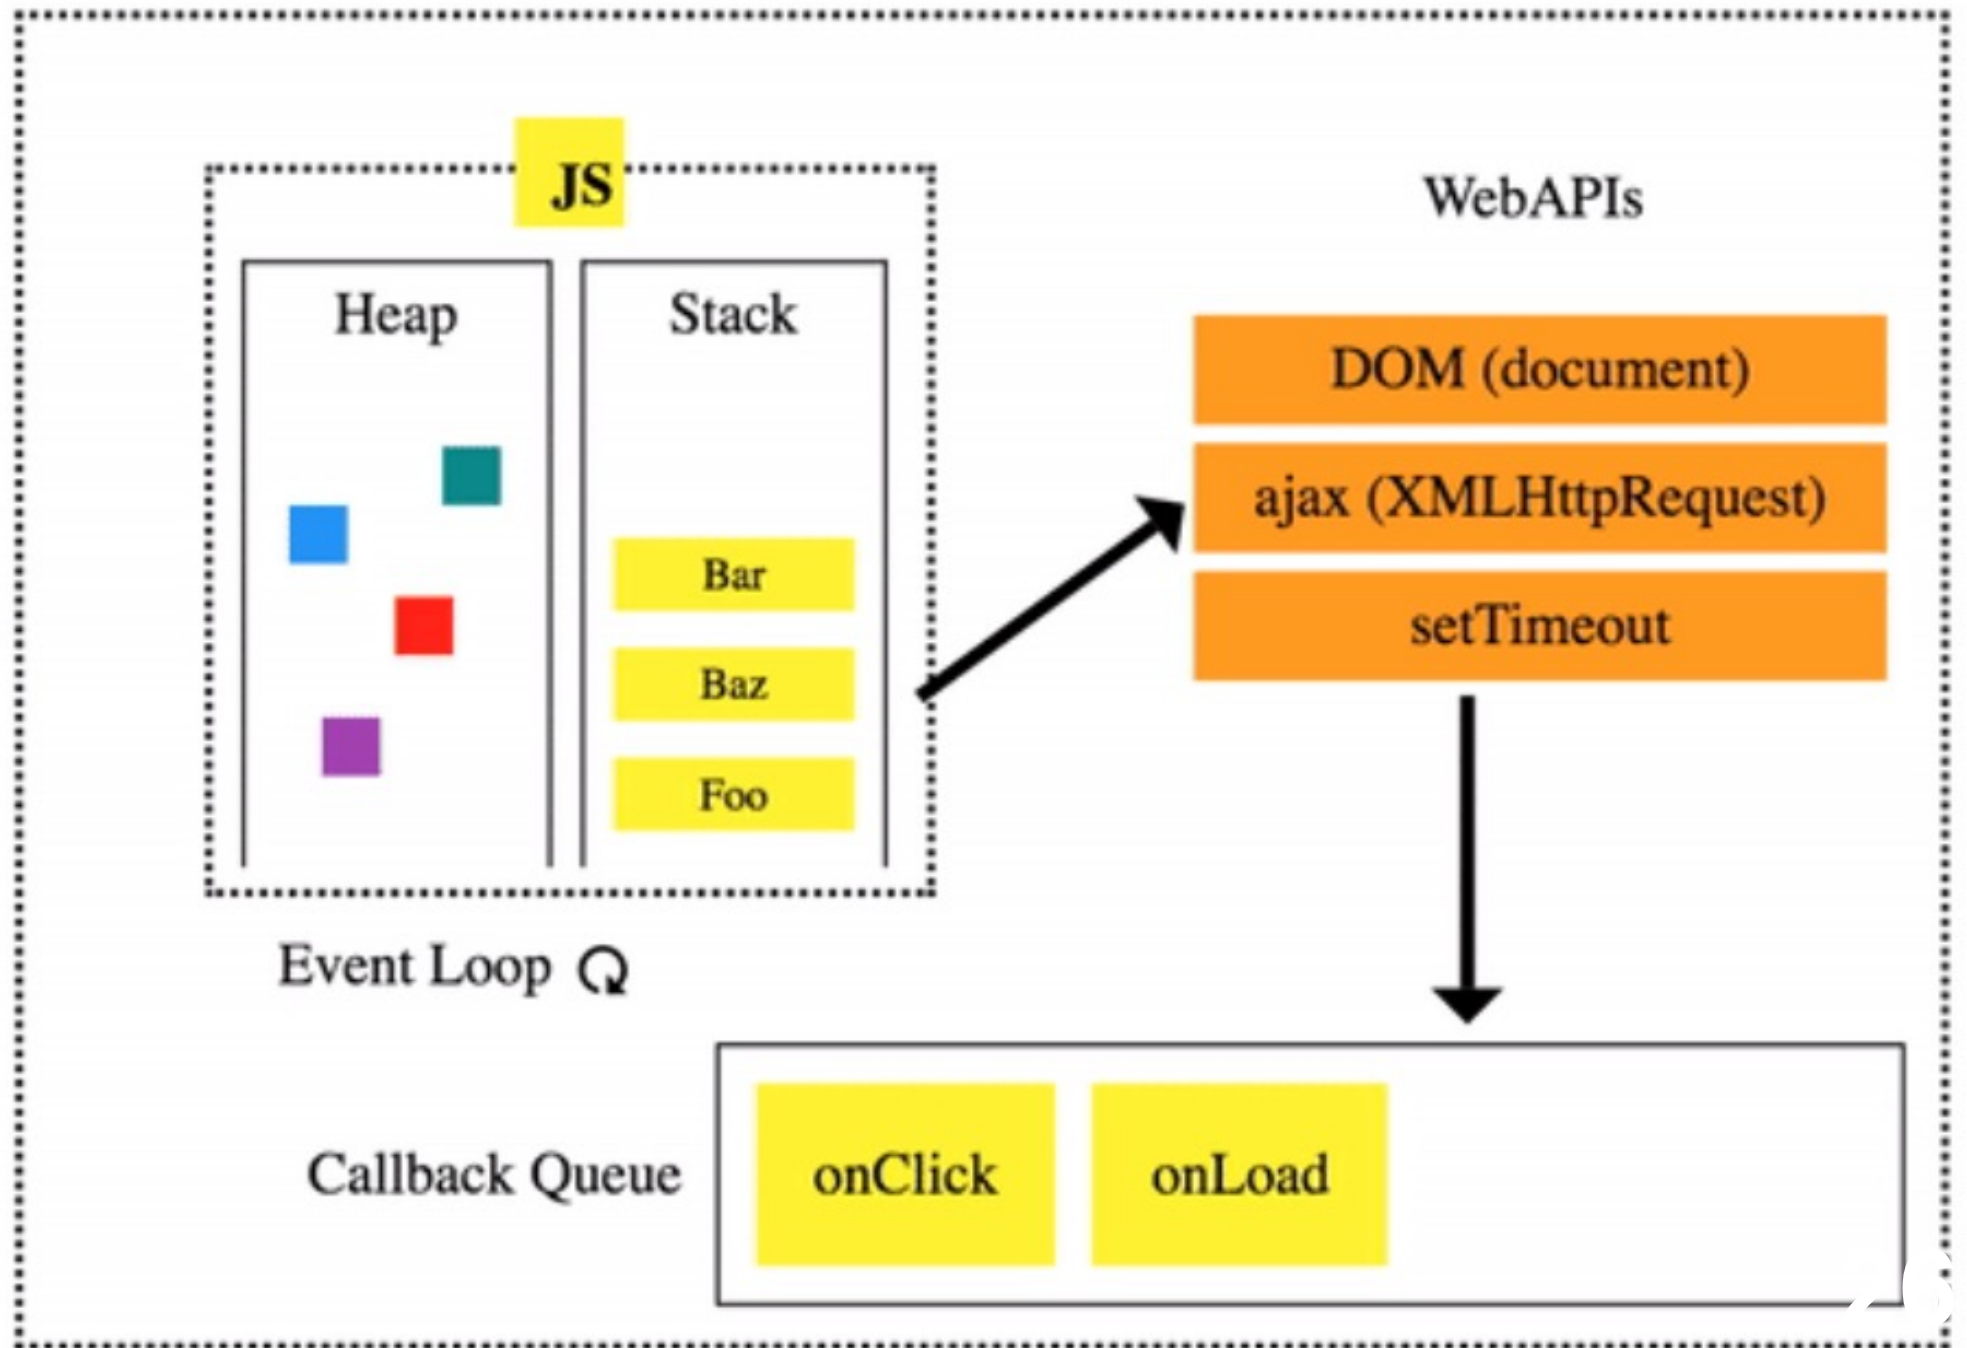 JS
Heap
Stack
Bar
Baz
Foo
WebAPIs
DOM (document)
ajax (XMLHttpRequest)
setTimeout
Event Loop
Callback Queue
onClick
onLoad